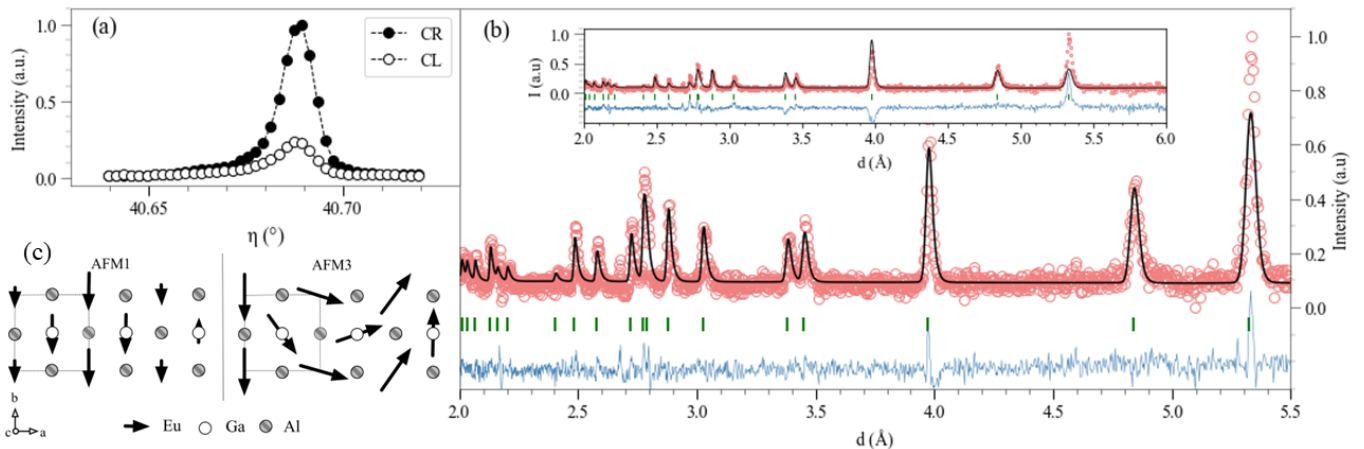 (a)
CR
CL
Intensity (a.u.)
1.0
0.5
0.0
40.65
40.70
η (°)
(b)
I (a.u)
1.0
0.5
0.0
2.0 2.5 3.0 3.5 4.0 4.5 5.0 5.5 6.0
d (Å)
1.0
0.8
0.6
0.4
0.2
0.0
Intensity (a.u)
2.0 2.5 3.0 3.5 4.0 4.5 5.0 5.5
d (Å)
(c)
AFM1
AFM3
b
c
a
Eu
Ga
Al